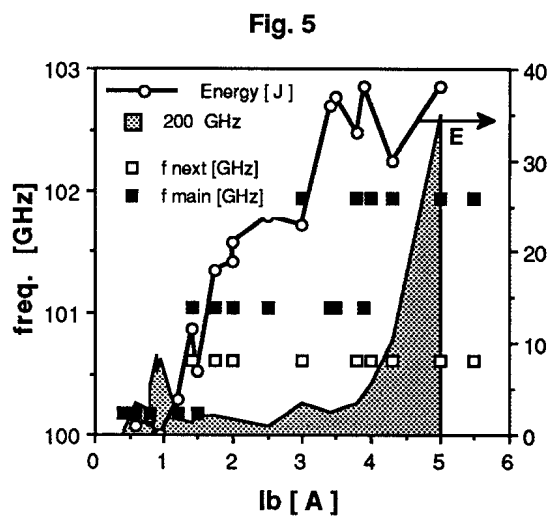 Fig. 5
103
102
101
100
freq. [GHz]
Energy [ J ]
200 GHz
f next [GHz]
f main [GHz]
E
40
30
20
10
0
0 1 2 3 4 5 6
Ib [ A ]